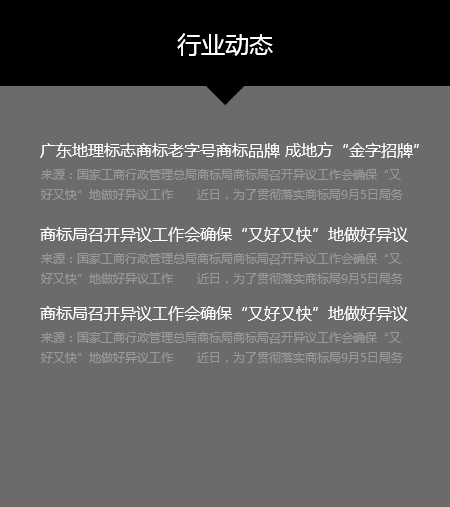 行业动态
广东地理标志商标老字号商标品牌 成地方“金字招牌”
来源：国家工商行政管理总局商标局商标局召开异议工作会确保“又
好又快”地做好异议工作　　近日，为了贯彻落实商标局9月5日局务
商标局召开异议工作会确保“又好又快”地做好异议
来源：国家工商行政管理总局商标局商标局召开异议工作会确保“又
好又快”地做好异议工作　　近日，为了贯彻落实商标局9月5日局务
商标局召开异议工作会确保“又好又快”地做好异议
来源：国家工商行政管理总局商标局商标局召开异议工作会确保“又
好又快”地做好异议工作　　近日，为了贯彻落实商标局9月5日局务